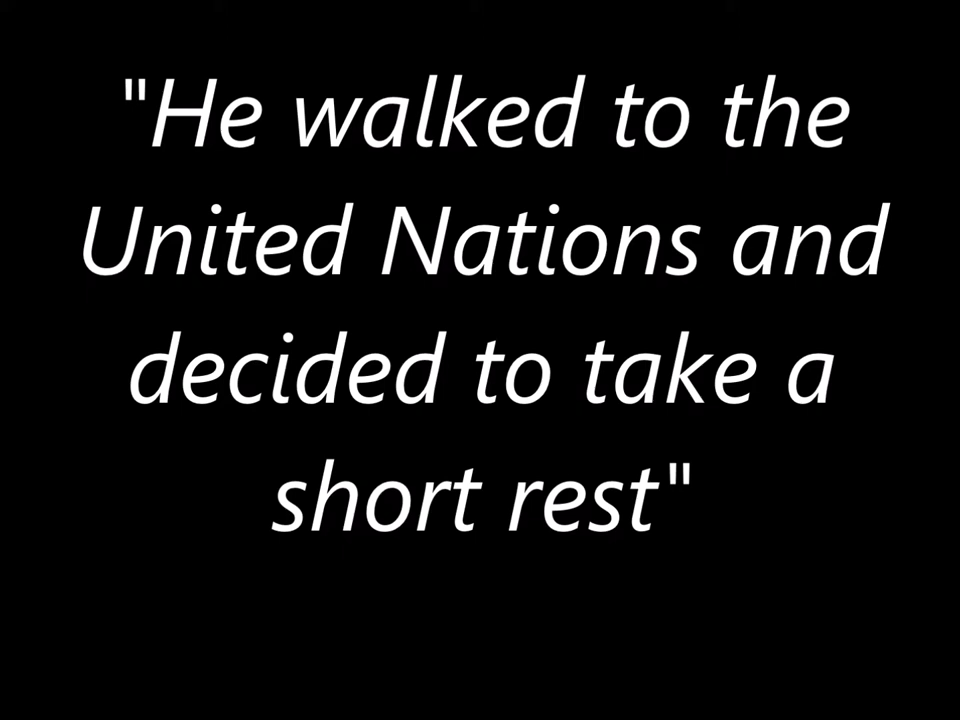 "He walked to the
United Nations and
decided to take a
short rest"